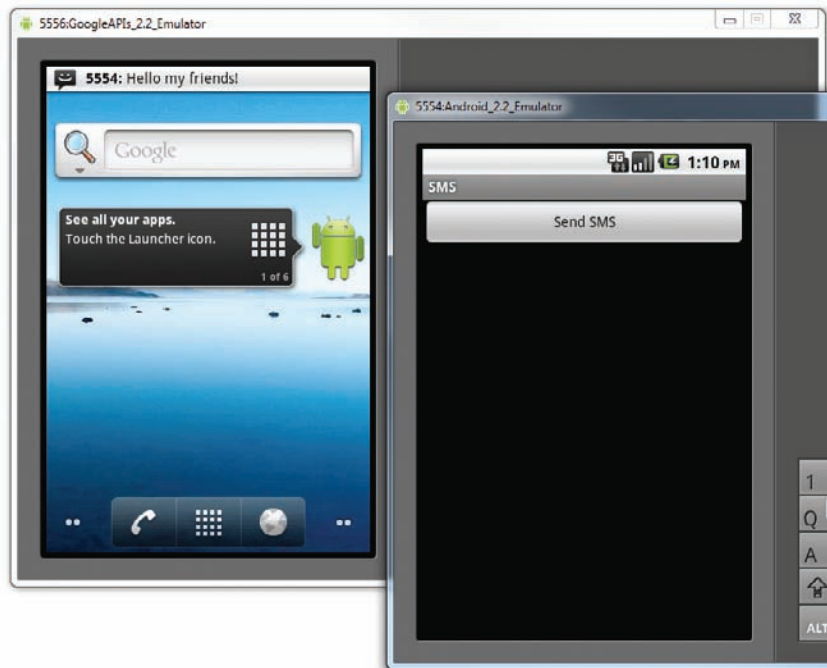 5556:GoogleAPIs_2.2_Emulator
5554: Hello my friends!
Google
See all your apps.
Touch the Launcher icon.
1 of 6
5554:Android_2.2_Emulator
3G
1:10 PM
SMS
Send SMS
1
Q
A
ALT